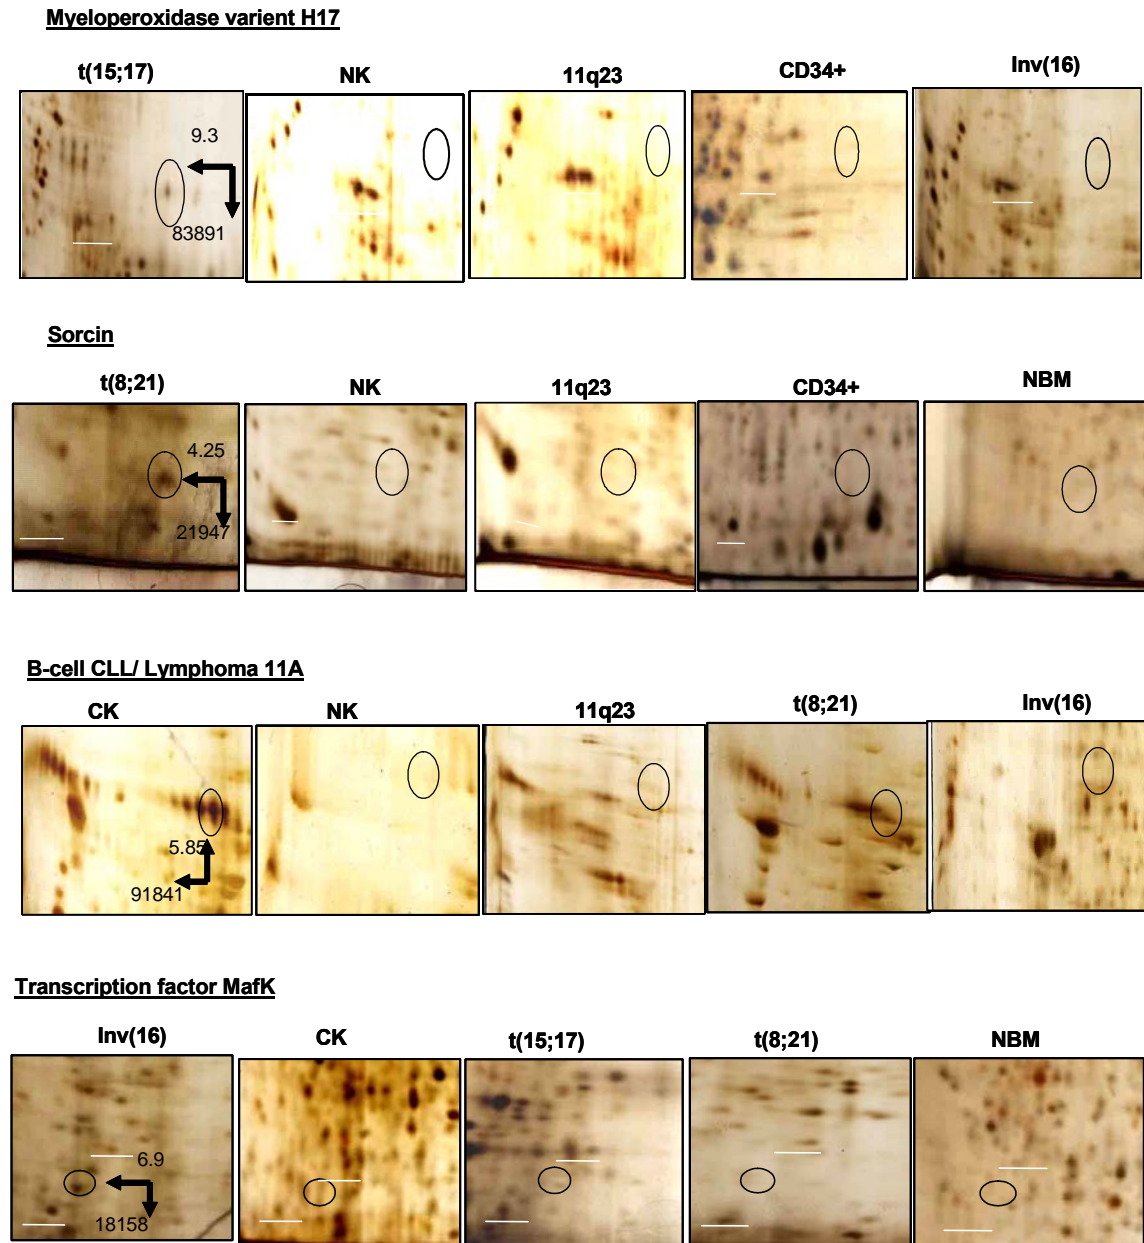 Myeloperoxidase varient H17
t(15;17) NK 11q23 CD34+ Inv(16)
9.3
83891
Sorcin
t(8;21) NK 11q23 CD34+ NBM
4.25
21947
B-cell CLL/ Lymphoma 11A
CK NK 11q23 t(8;21) Inv(16)
5.85
91841
Transcription factor MafK
Inv(16) CK t(15;17) t(8;21) NBM
6.9
18158